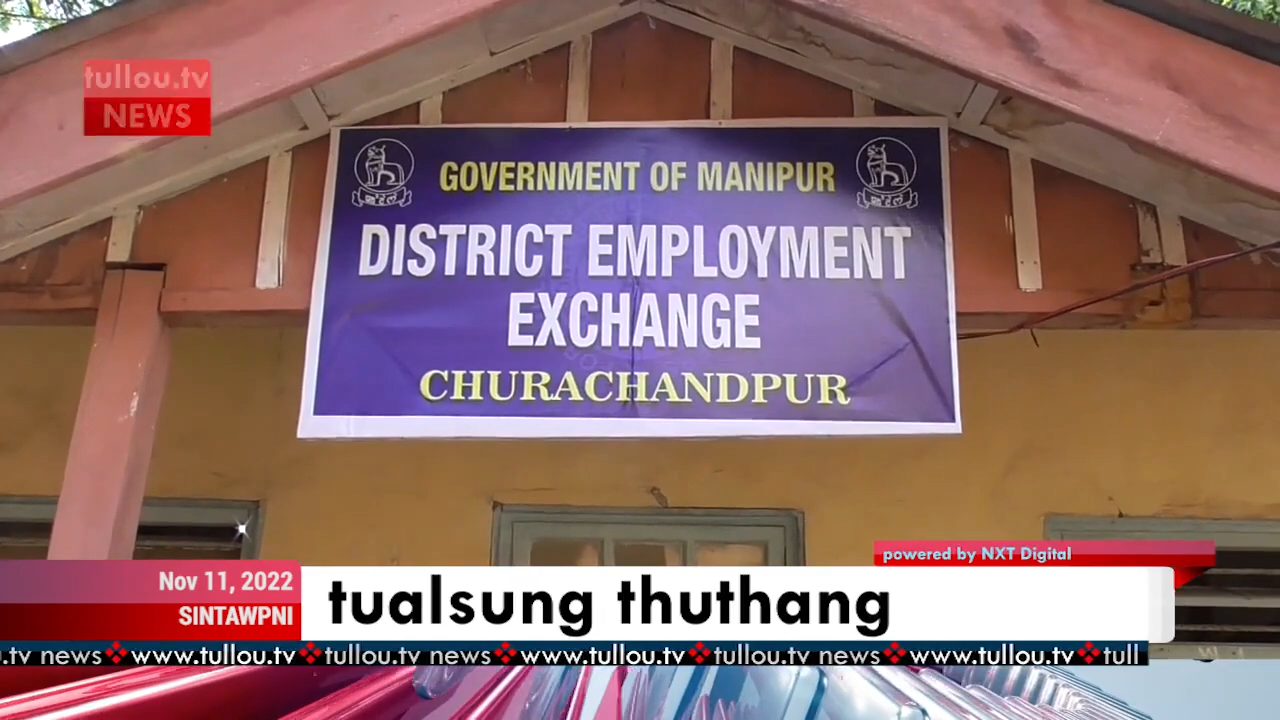 tullou.tv
NEWS
GOVERNMENT OF MANIPUR
DISTRICT EMPLOYMENT
EXCHANGE
CHURACHANDPUR
powered by NXT Digital
Nov 11, 2022
SINTAWPNI
tualsung thuthang
.tv news❖www.tullou.tv❖tullou.tv news❖www.tullou.tv❖tullou.tv news❖www.tullou.tv❖tull